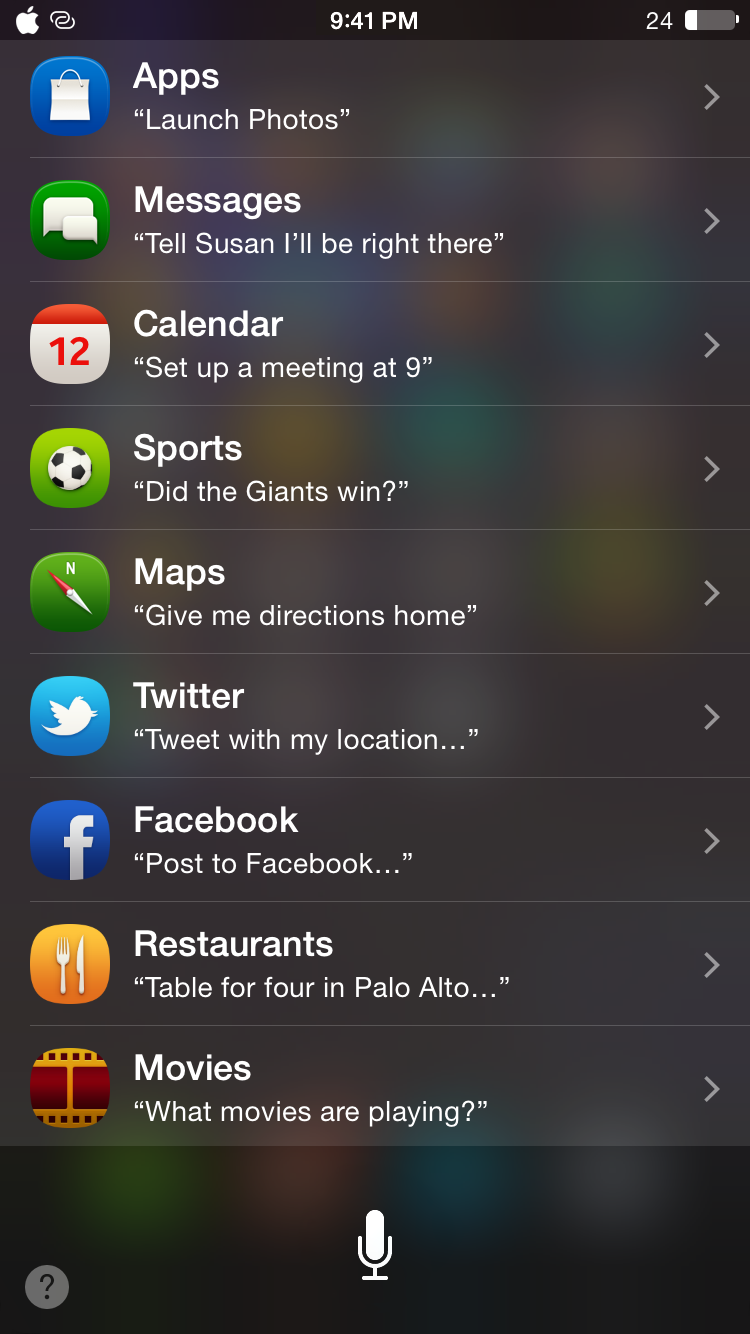 9:41 PM 24
Apps
“Launch Photos”
Messages
“Tell Susan I’ll be right there”
12
Calendar
“Set up a meeting at 9”
Sports
“Did the Giants win?”
N
Maps
“Give me directions home”
Twitter
“Tweet with my location…”
f
Facebook
“Post to Facebook…”
Restaurants
“Table for four in Palo Alto…”
Movies
“What movies are playing?”
?